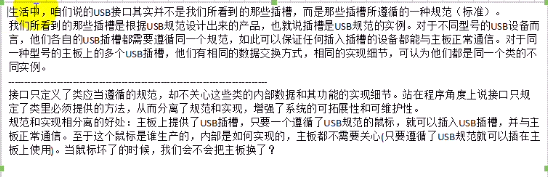 生活中，咱们说的USB接口其实并不是我们所看到的那些插槽，而是那些插槽所遵循的一种规范（标准）。
我们所看到的那些插槽是根据USB规范设计出来的产品，也就说插槽是USB规范的实例。对于不同型号的USB设备而
言，他们各自的USB插槽都需要遵循同一个规范，如此可以保证任何插入插槽的设备都能与主板正常通信。对于同
一种型号的主板上的多个USB插槽，他们有相同的数据交换方式，相同的实现细节，可认为他们都是同一个类的不
同实例。
接口只定义了类应当遵循的规范，却不关心这些类的内部数据和其功能的实现细节。站在程序角度上说接口只规
定了类里必须提供的方法，从而分离了规范和实现，增强了系统的可拓展性和可维护性。
规范和实现相分离的好处：主板上提供了USB插槽，只要一个遵循了USB规范的鼠标，就可以插入USB插槽，并与主
板正常通信。至于这个鼠标是谁生产的，内部是如何实现的，主板都不需要关心(只要遵循了USB规范就可以插在主
板上使用)。当鼠标坏了的时候，我们会不会把主板换了？